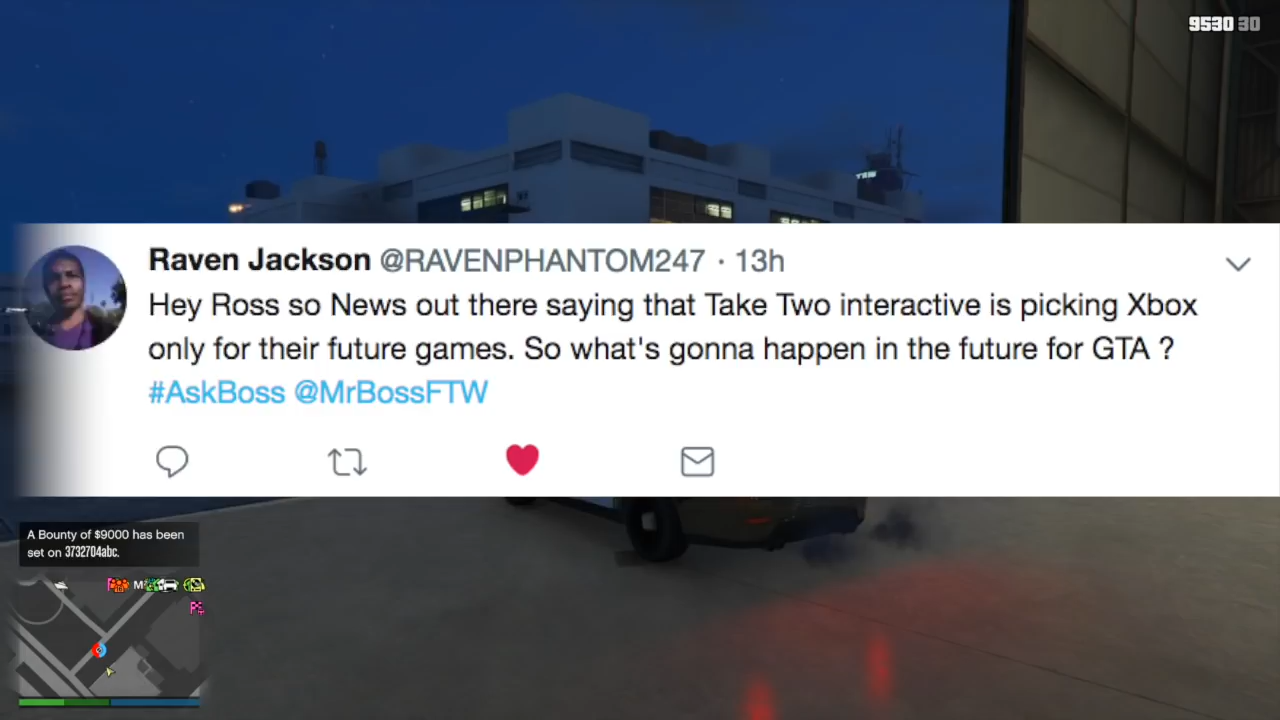 9530 30
Raven Jackson @RAVENPHANTOM247 · 13h
Hey Ross so News out there saying that Take Two interactive is picking Xbox
only for their future games. So what's gonna happen in the future for GTA ?
#AskBoss @MrBossFTW
A Bounty of $9000 has been
set on 3732704abc.
M